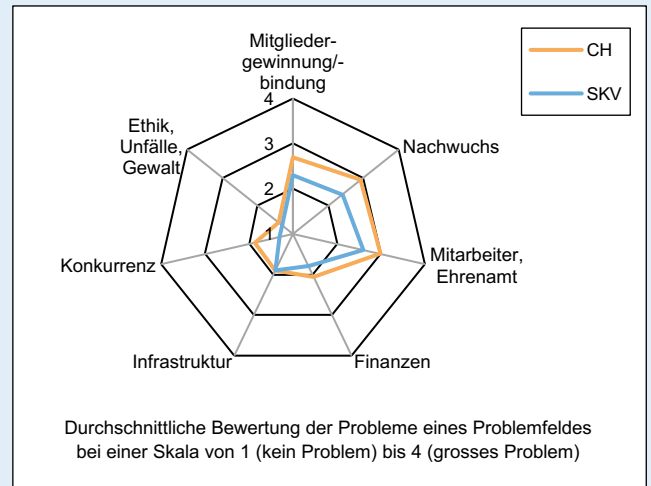 Mitglieder-
gewinnung/-
bindung
CH
SKV
4
Ethik,
Unfälle,
Gewalt
3
Nachwuchs
2
1
Konkurrenz
Mitarbeiter,
Ehrenamt
Infrastruktur
Finanzen
Durchschnittliche Bewertung der Probleme eines Problemfeldes
bei einer Skala von 1 (kein Problem) bis 4 (grosses Problem)